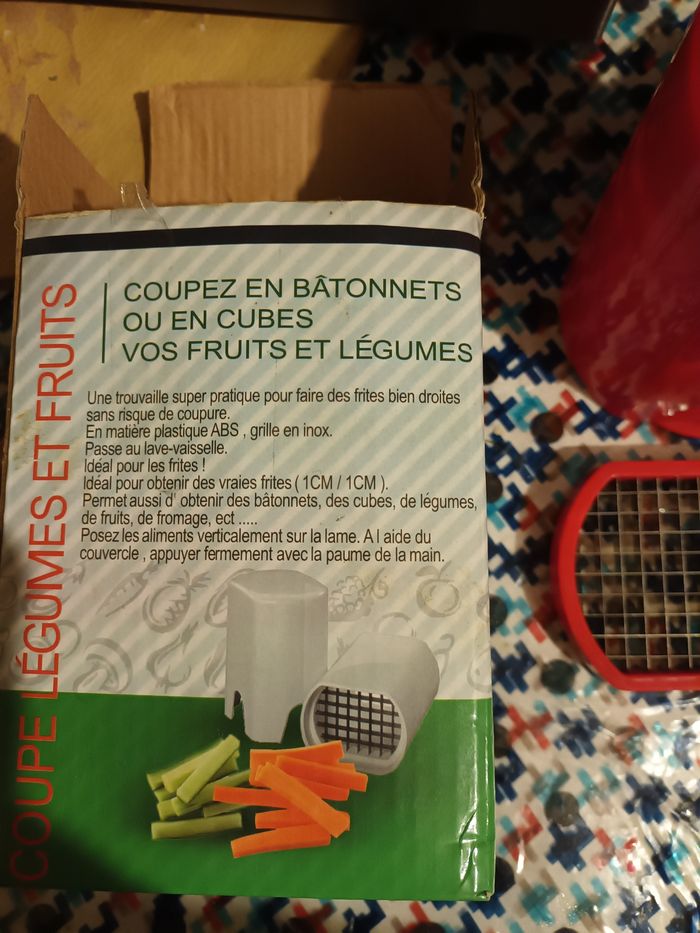 COUPE LÉGUMES ET FRUITS
COUPEZ EN BÂTONNETS
OU EN CUBES
VOS FRUITS ET LÉGUMES
Une trouvaille super pratique pour faire des frites bien droites
sans risque de coupure.
En matière plastique ABS , grille en inox.
Passe au lave-vaisselle.
Idéal pour les frites !
Idéal pour obtenir des vraies frites ( 1CM / 1CM ).
Permet aussi d' obtenir des bâtonnets, des cubes, de légumes,
de fruits, de fromage, ect .....
Posez les aliments verticalement sur la lame. A l aide du
couvercle , appuyer fermement avec la paume de la main.